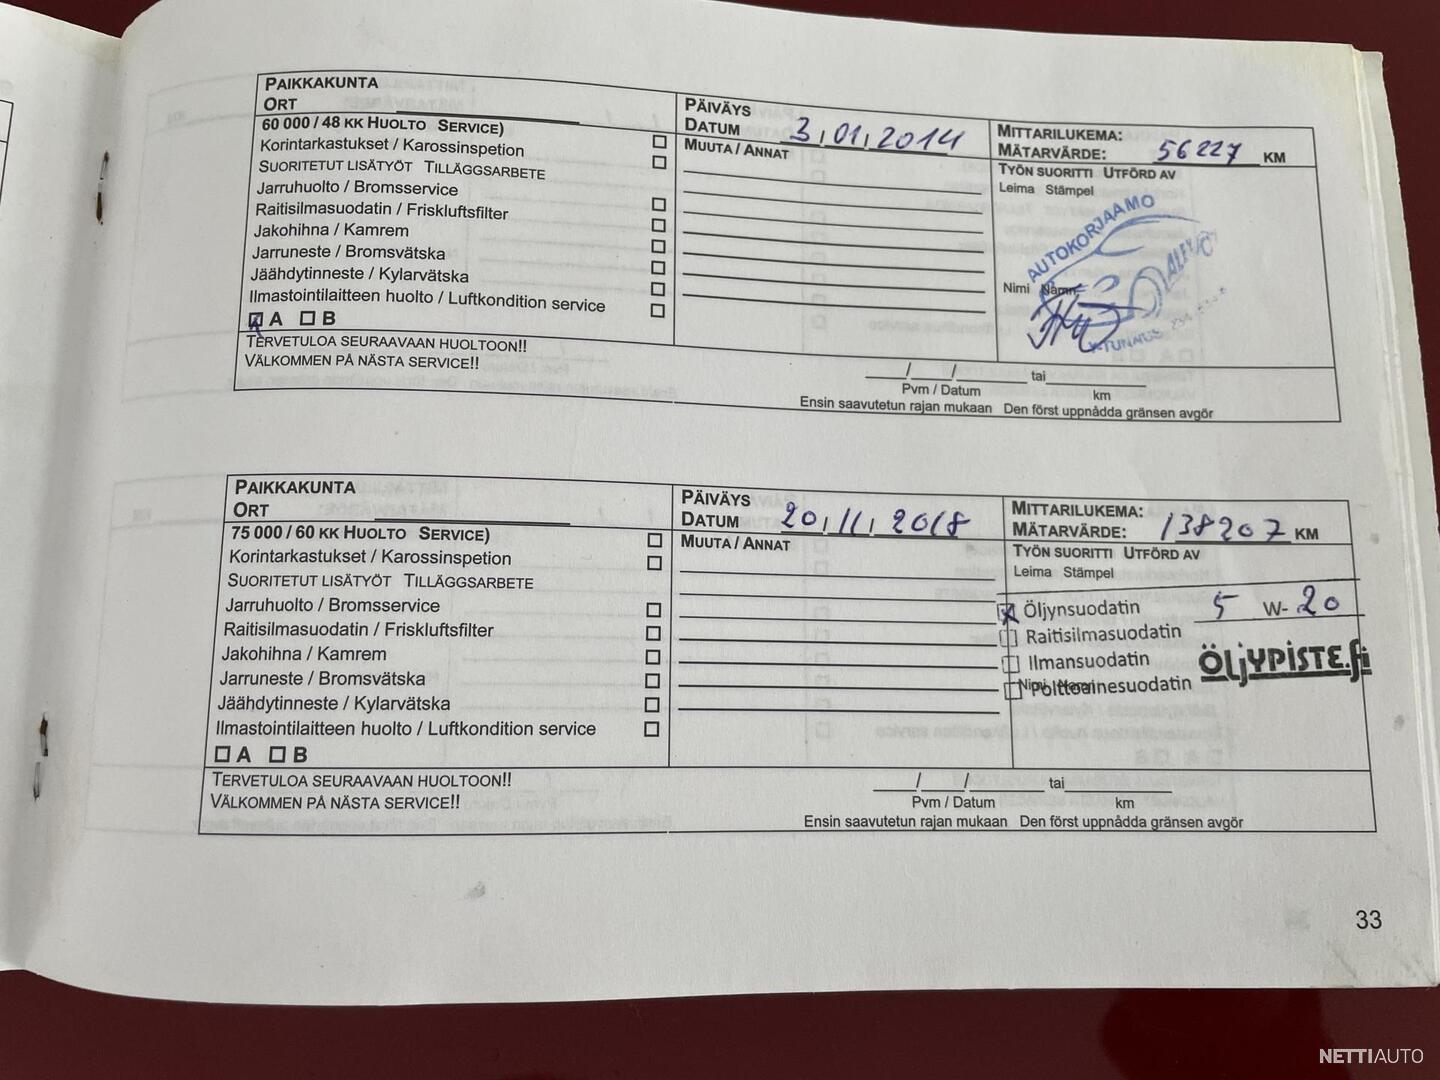 PAIKKAKUNTA
ORT
PÄIVÄYS
DATUM 3.01.2014
MITTARILUKEMA:
MÄTARVÄRDE: 56227 KM
60 000 / 48 KK HUOLTO SERVICE)
Korintarkastukset / Karossinspetion
SUORITETUT LISÄTYÖT TILLÄGGSARBETE
Jarruhuolto / Bromsservice
Raitisilmasuodatin / Friskluftsfilter
Jakohihna / Kamrem
Jarruneste / Bromsvätska
Jäähdytinneste / Kylarvätska
Ilmastointilaitteen huolto / Luftkondition service
A B
MUUTA / ANNAT
TYÖN SUORITTI UTFÖRD AV
Leima Stämpel
AUTOKORJAAMO
Nimi Namn
Y-TUNNUS
TERVETULOA SEURAAVAAN HUOLTOON!!
VÄLKOMMEN PÅ NÄSTA SERVICE!!
/ / tai
Pvm / Datum km
Ensin saavutetun rajan mukaan Den först uppnådda gränsen avgör
PAIKKAKUNTA
ORT
PÄIVÄYS
DATUM 20.11.2018
MITTARILUKEMA:
MÄTARVÄRDE: 138207 KM
75 000 / 60 KK HUOLTO SERVICE)
Korintarkastukset / Karossinspetion
SUORITETUT LISÄTYÖT TILLÄGGSARBETE
Jarruhuolto / Bromsservice
Raitisilmasuodatin / Friskluftsfilter
Jakohihna / Kamrem
Jarruneste / Bromsvätska
Jäähdytinneste / Kylarvätska
Ilmastointilaitteen huolto / Luftkondition service
A B
MUUTA / ANNAT
TYÖN SUORITTI UTFÖRD AV
Leima Stämpel
Öljynsuodatin 5 W-20
Raitisilmasuodatin
Ilmansuodatin
Polttoainesuodatin
Nimi Namn
ÖLJYPISTE.fi
TERVETULOA SEURAAVAAN HUOLTOON!!
VÄLKOMMEN PÅ NÄSTA SERVICE!!
/ / tai
Pvm / Datum km
Ensin saavutetun rajan mukaan Den först uppnådda gränsen avgör
33
NETTIAUTO